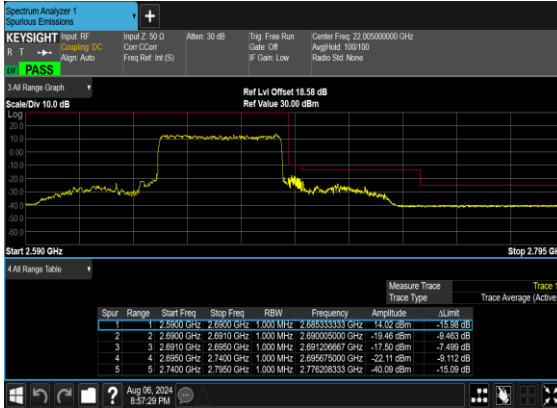 Spectrum Analyzer 1
Spurious Emissions
+
KEYSIGHT Input: RF Input Z: 50 Ω Atten: 30 dB Trig: Free Run Center Freq: 22.005000000 GHz
R T Coupling: DC Corr CCorr Gate: Off Avg|Hold: 100/100
Align: Auto Freq Ref: Int (S) IF Gain: Low Radio Std: None
PASS
3 All Range Graph
Ref Lvl Offset 18.58 dB
Scale/Div 10.0 dB Ref Value 30.00 dBm
Log
20.0
10.0
0.00
-10.0
-20.0
-30.0
-40.0
-50.0
-60.0
Start 2.590 GHz Stop 2.795 GH
4 All Range Table
Measure Trace Trace 1
Trace Type Trace Average (Active
Spur Range Start Freq Stop Freq RBW Frequency Amplitude ΔLimit
1 1 2.5900 GHz 2.6900 GHz 1.000 MHz 2.685333333 GHz 14.02 dBm -15.98 dB
2 2 2.6900 GHz 2.6910 GHz 1.000 MHz 2.690005000 GHz -19.46 dBm -9.463 dB
3 3 2.6910 GHz 2.6950 GHz 1.000 MHz 2.691206667 GHz -17.50 dBm -7.499 dB
4 4 2.6950 GHz 2.7400 GHz 1.000 MHz 2.695675000 GHz -22.11 dBm -9.112 dB
5 5 2.7400 GHz 2.7950 GHz 1.000 MHz 2.776208333 GHz -40.09 dBm -15.09 dB
?
Aug 06, 2024
8:57:29 PM